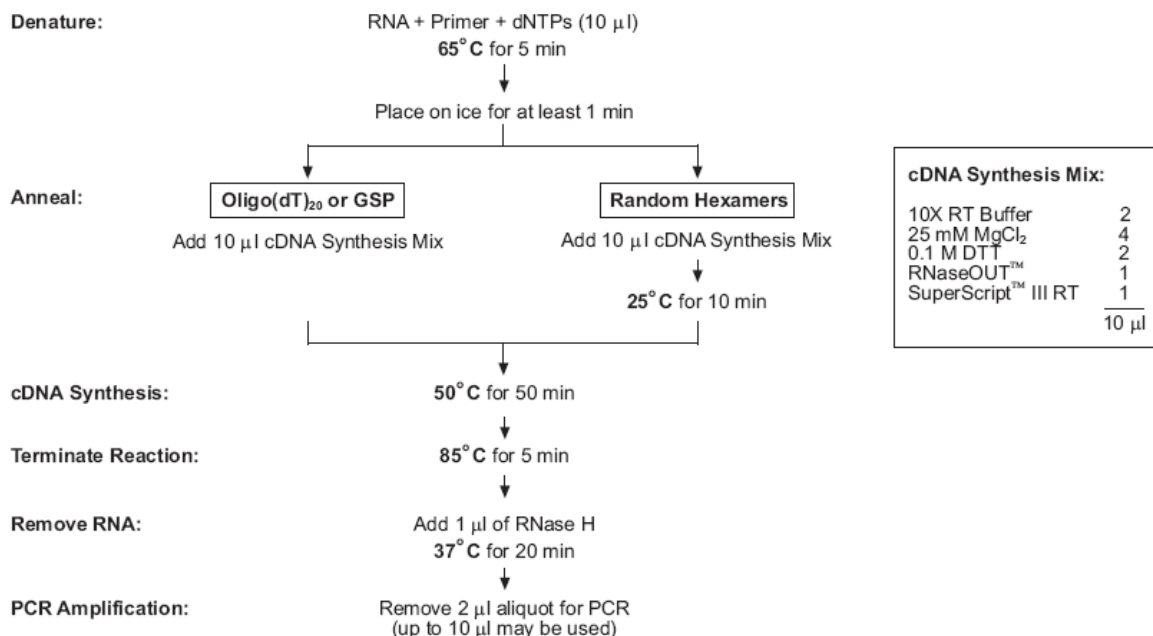 Denature:
RNA + Primer + dNTPs (10 µl)
65°C for 5 min
Place on ice for at least 1 min
Anneal:
Oligo(dT)₂₀ or GSP
Random Hexamers
Add 10 µl cDNA Synthesis Mix
Add 10 µl cDNA Synthesis Mix
25°C for 10 min
cDNA Synthesis Mix:
10X RT Buffer 2
25 mM MgCl₂ 4
0.1 M DTT 2
RNaseOUT™ 1
SuperScript™ III RT 1
10 µl
cDNA Synthesis:
50°C for 50 min
Terminate Reaction:
85°C for 5 min
Remove RNA:
Add 1 µl of RNase H
37°C for 20 min
PCR Amplification:
Remove 2 µl aliquot for PCR
(up to 10 µl may be used)